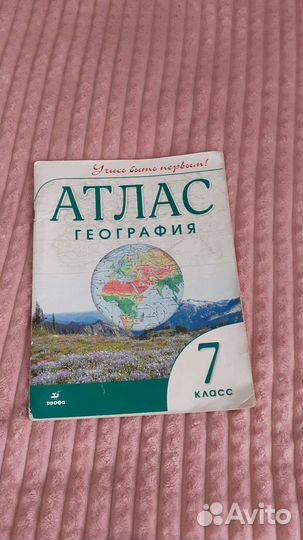 Учись быть первым!
АТЛАС
ГЕОГРАФИЯ
7
класс
дрофа
Avito